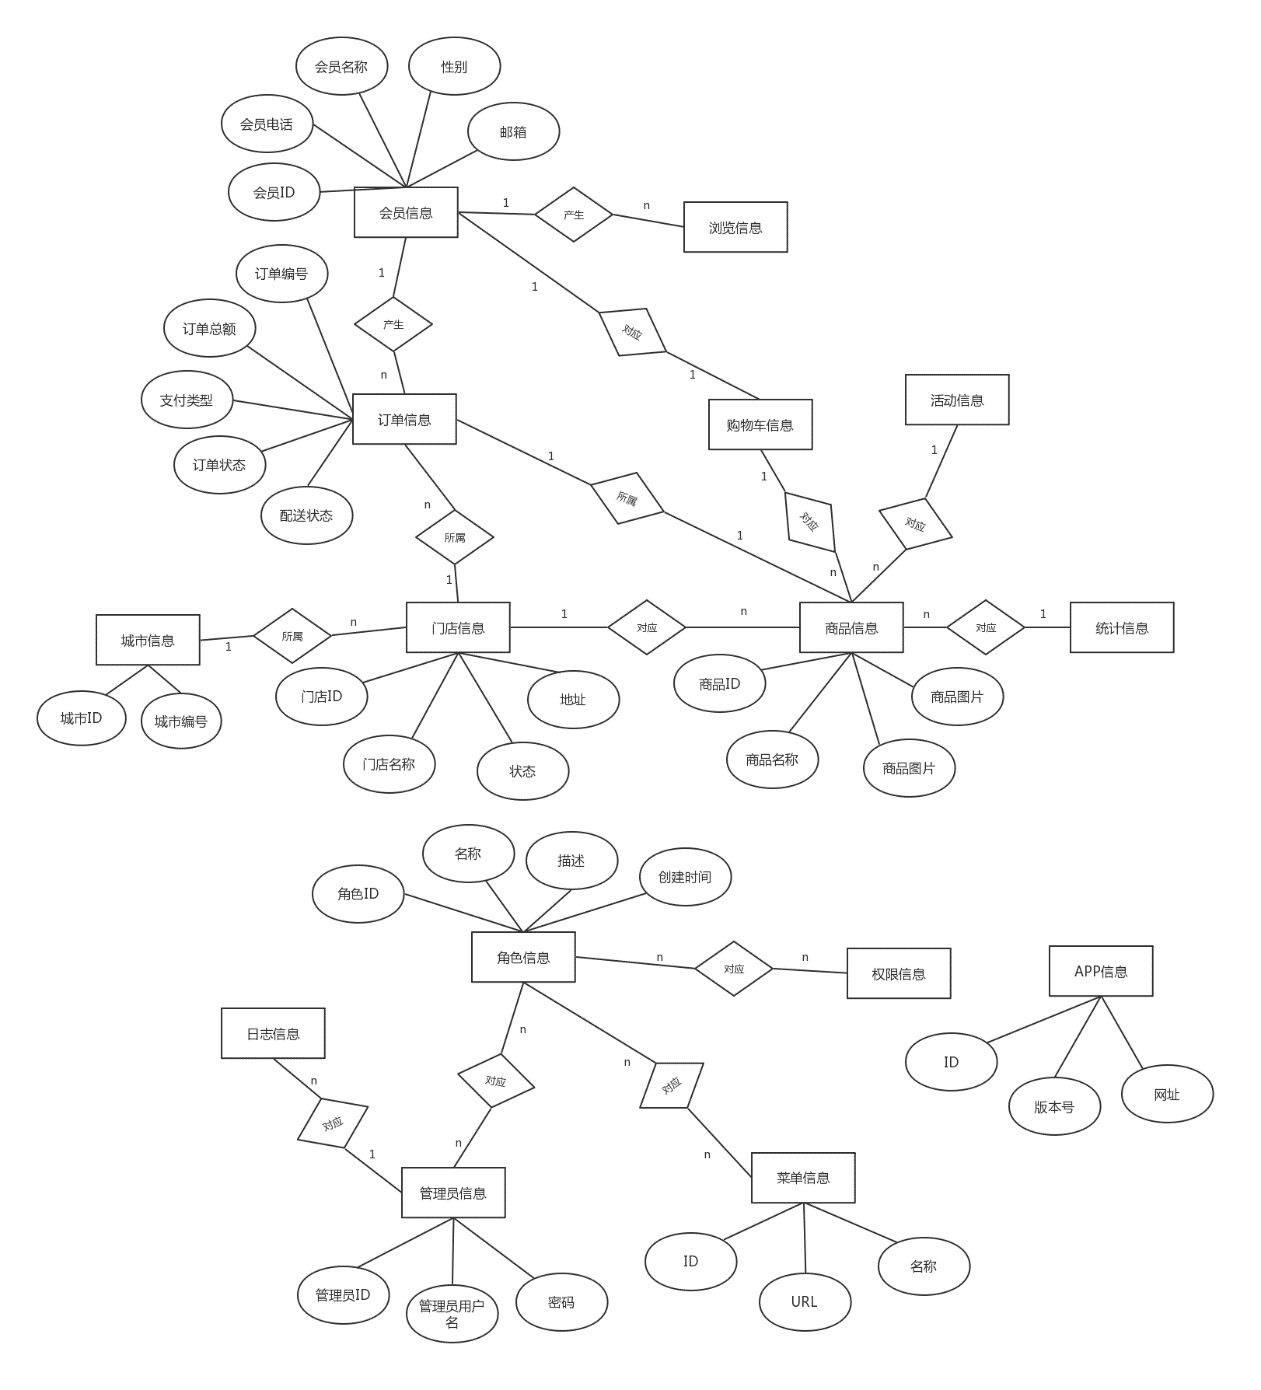 会员名称
性别
会员电话
邮箱
会员ID
会员信息
1
产生
n
浏览信息
订单编号
1
1
产生
对应
订单总额
n
1
支付类型
订单信息
购物车信息
活动信息
订单状态
1
所属
1
1
配送状态
n
所属
1
对应
对应
n
n
1
城市信息
1
所属
n
门店信息
1
对应
n
商品信息
n
对应
1
统计信息
城市ID
城市编号
门店ID
地址
商品ID
商品图片
门店名称
状态
商品名称
商品图片
名称
描述
创建时间
角色ID
角色信息
n
对应
n
权限信息
APP信息
日志信息
n
n
ID
版本号
网址
n
对应
对应
对应
1
n
n
管理员信息
菜单信息
管理员ID
管理员用户
名
密码
ID
URL
名称